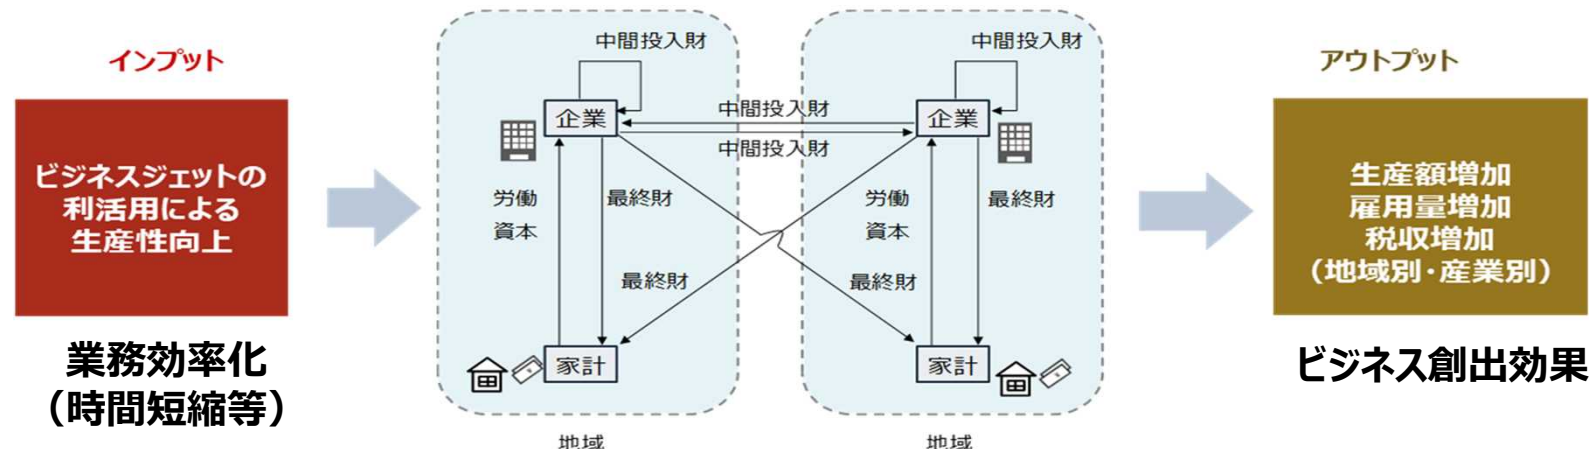 インプット
ビジネスジェットの
利活用による
生産性向上
業務効率化
（時間短縮等）
中間投入財
企業
労働
資本
最終財
最終財
家計
地域
中間投入財
中間投入財
中間投入財
企業
労働
資本
最終財
最終財
家計
地域
アウトプット
生産額増加
雇用量増加
税収増加
（地域別・産業別）
ビジネス創出効果